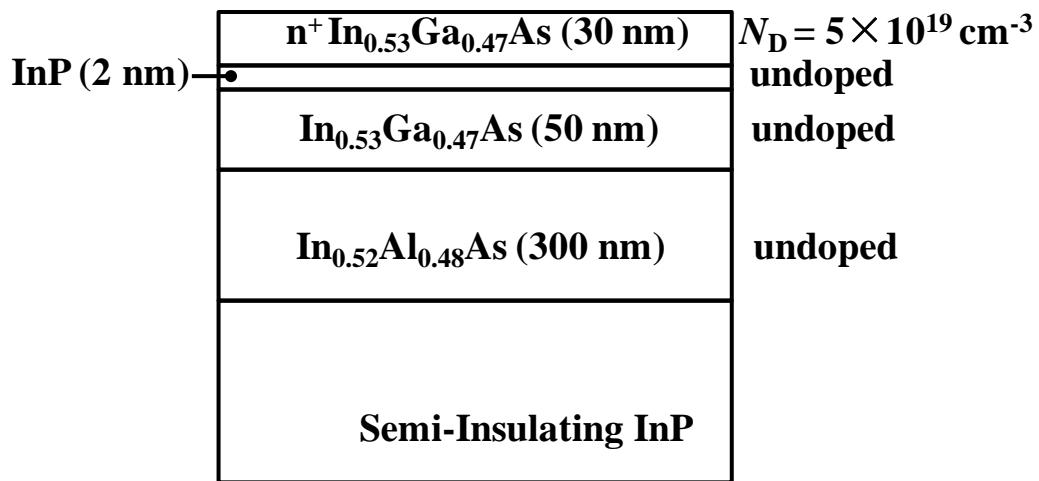 n⁺ In₀.₅₃Ga₀.₄₇As (30 nm) N_D = 5×10¹⁹ cm⁻³
InP (2 nm) undoped
In₀.₅₃Ga₀.₄₇As (50 nm) undoped
In₀.₅₂Al₀.₄₈As (300 nm) undoped
Semi-Insulating InP